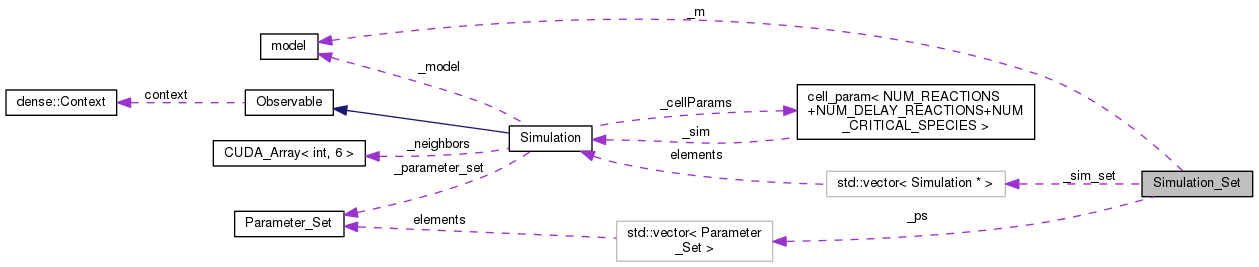 _m
model
_model
dense::Context
context
Observable
_cellParams
cell_param< NUM_REACTIONS
+NUM_DELAY_REACTIONS+NUM
_CRITICAL_SPECIES >
Simulation
_sim
CUDA_Array< int, 6 >
_neighbors
elements
_parameter_set
std::vector< Simulation * >
_sim_set
Simulation_Set
Parameter_Set
elements
std::vector< Parameter
_Set >
_ps